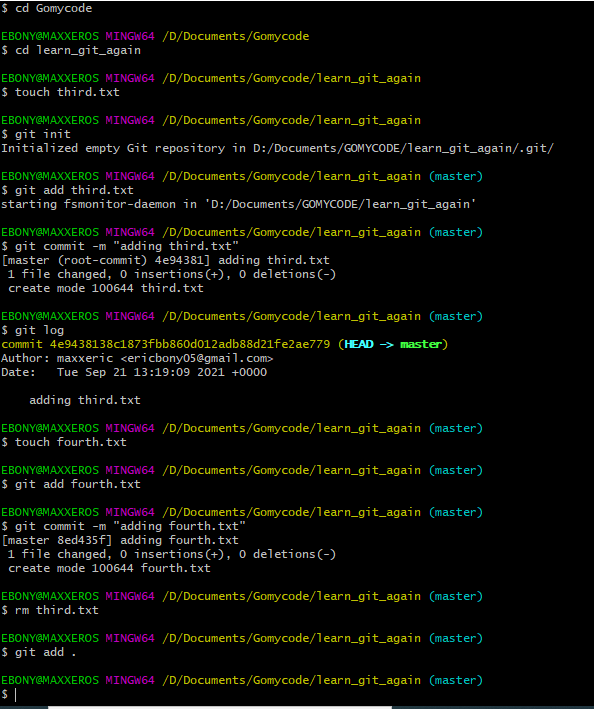 $ cd Gomycode
EBONY@MAXXEROS MINGW64 /D/Documents/Gomycode
$ cd learn_git_again
EBONY@MAXXEROS MINGW64 /D/Documents/Gomycode/learn_git_again
$ touch third.txt
EBONY@MAXXEROS MINGW64 /D/Documents/Gomycode/learn_git_again
$ git init
Initialized empty Git repository in D:/Documents/GOMYCODE/learn_git_again/.git/
EBONY@MAXXEROS MINGW64 /D/Documents/Gomycode/learn_git_again (master)
$ git add third.txt
starting fsmonitor-daemon in 'D:/Documents/GOMYCODE/learn_git_again'
EBONY@MAXXEROS MINGW64 /D/Documents/Gomycode/learn_git_again (master)
$ git commit -m "adding third.txt"
[master (root-commit) 4e94381] adding third.txt
 1 file changed, 0 insertions(+), 0 deletions(-)
 create mode 100644 third.txt
EBONY@MAXXEROS MINGW64 /D/Documents/Gomycode/learn_git_again (master)
$ git log
commit 4e9438138c1873fbb860d012adb88d21fe2ae779 (HEAD -> master)
Author: maxxeric <ericbony05@gmail.com>
Date:   Tue Sep 21 13:19:09 2021 +0000
    adding third.txt
EBONY@MAXXEROS MINGW64 /D/Documents/Gomycode/learn_git_again (master)
$ touch fourth.txt
EBONY@MAXXEROS MINGW64 /D/Documents/Gomycode/learn_git_again (master)
$ git add fourth.txt
EBONY@MAXXEROS MINGW64 /D/Documents/Gomycode/learn_git_again (master)
$ git commit -m "adding fourth.txt"
[master 8ed435f] adding fourth.txt
 1 file changed, 0 insertions(+), 0 deletions(-)
 create mode 100644 fourth.txt
EBONY@MAXXEROS MINGW64 /D/Documents/Gomycode/learn_git_again (master)
$ rm third.txt
EBONY@MAXXEROS MINGW64 /D/Documents/Gomycode/learn_git_again (master)
$ git add .
EBONY@MAXXEROS MINGW64 /D/Documents/Gomycode/learn_git_again (master)
$